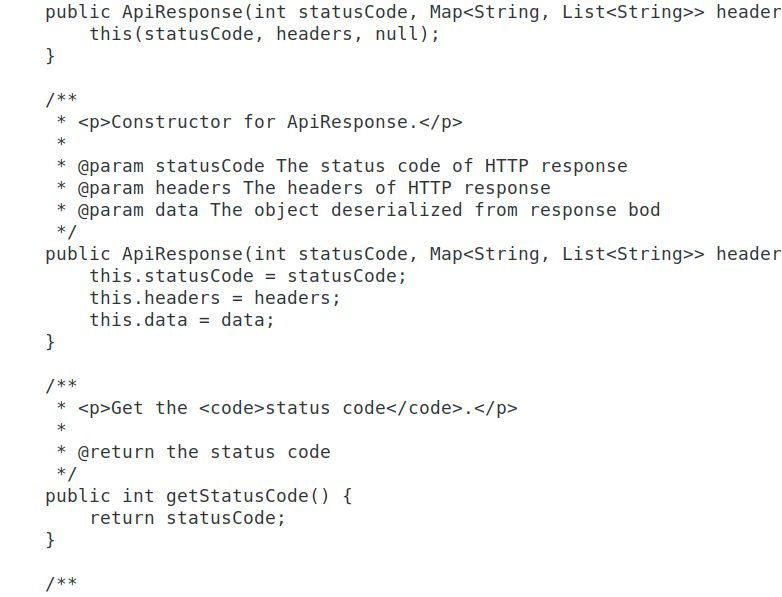 public ApiResponse(int statusCode, Map<String, List<String>> header
        this(statusCode, headers, null);
    }

    /**
     * <p>Constructor for ApiResponse.</p>
     *
     * @param statusCode The status code of HTTP response
     * @param headers The headers of HTTP response
     * @param data The object deserialized from response bod
     */
    public ApiResponse(int statusCode, Map<String, List<String>> header
        this.statusCode = statusCode;
        this.headers = headers;
        this.data = data;
    }

    /**
     * <p>Get the <code>status code</code>.</p>
     *
     * @return the status code
     */
    public int getStatusCode() {
        return statusCode;
    }

    /**